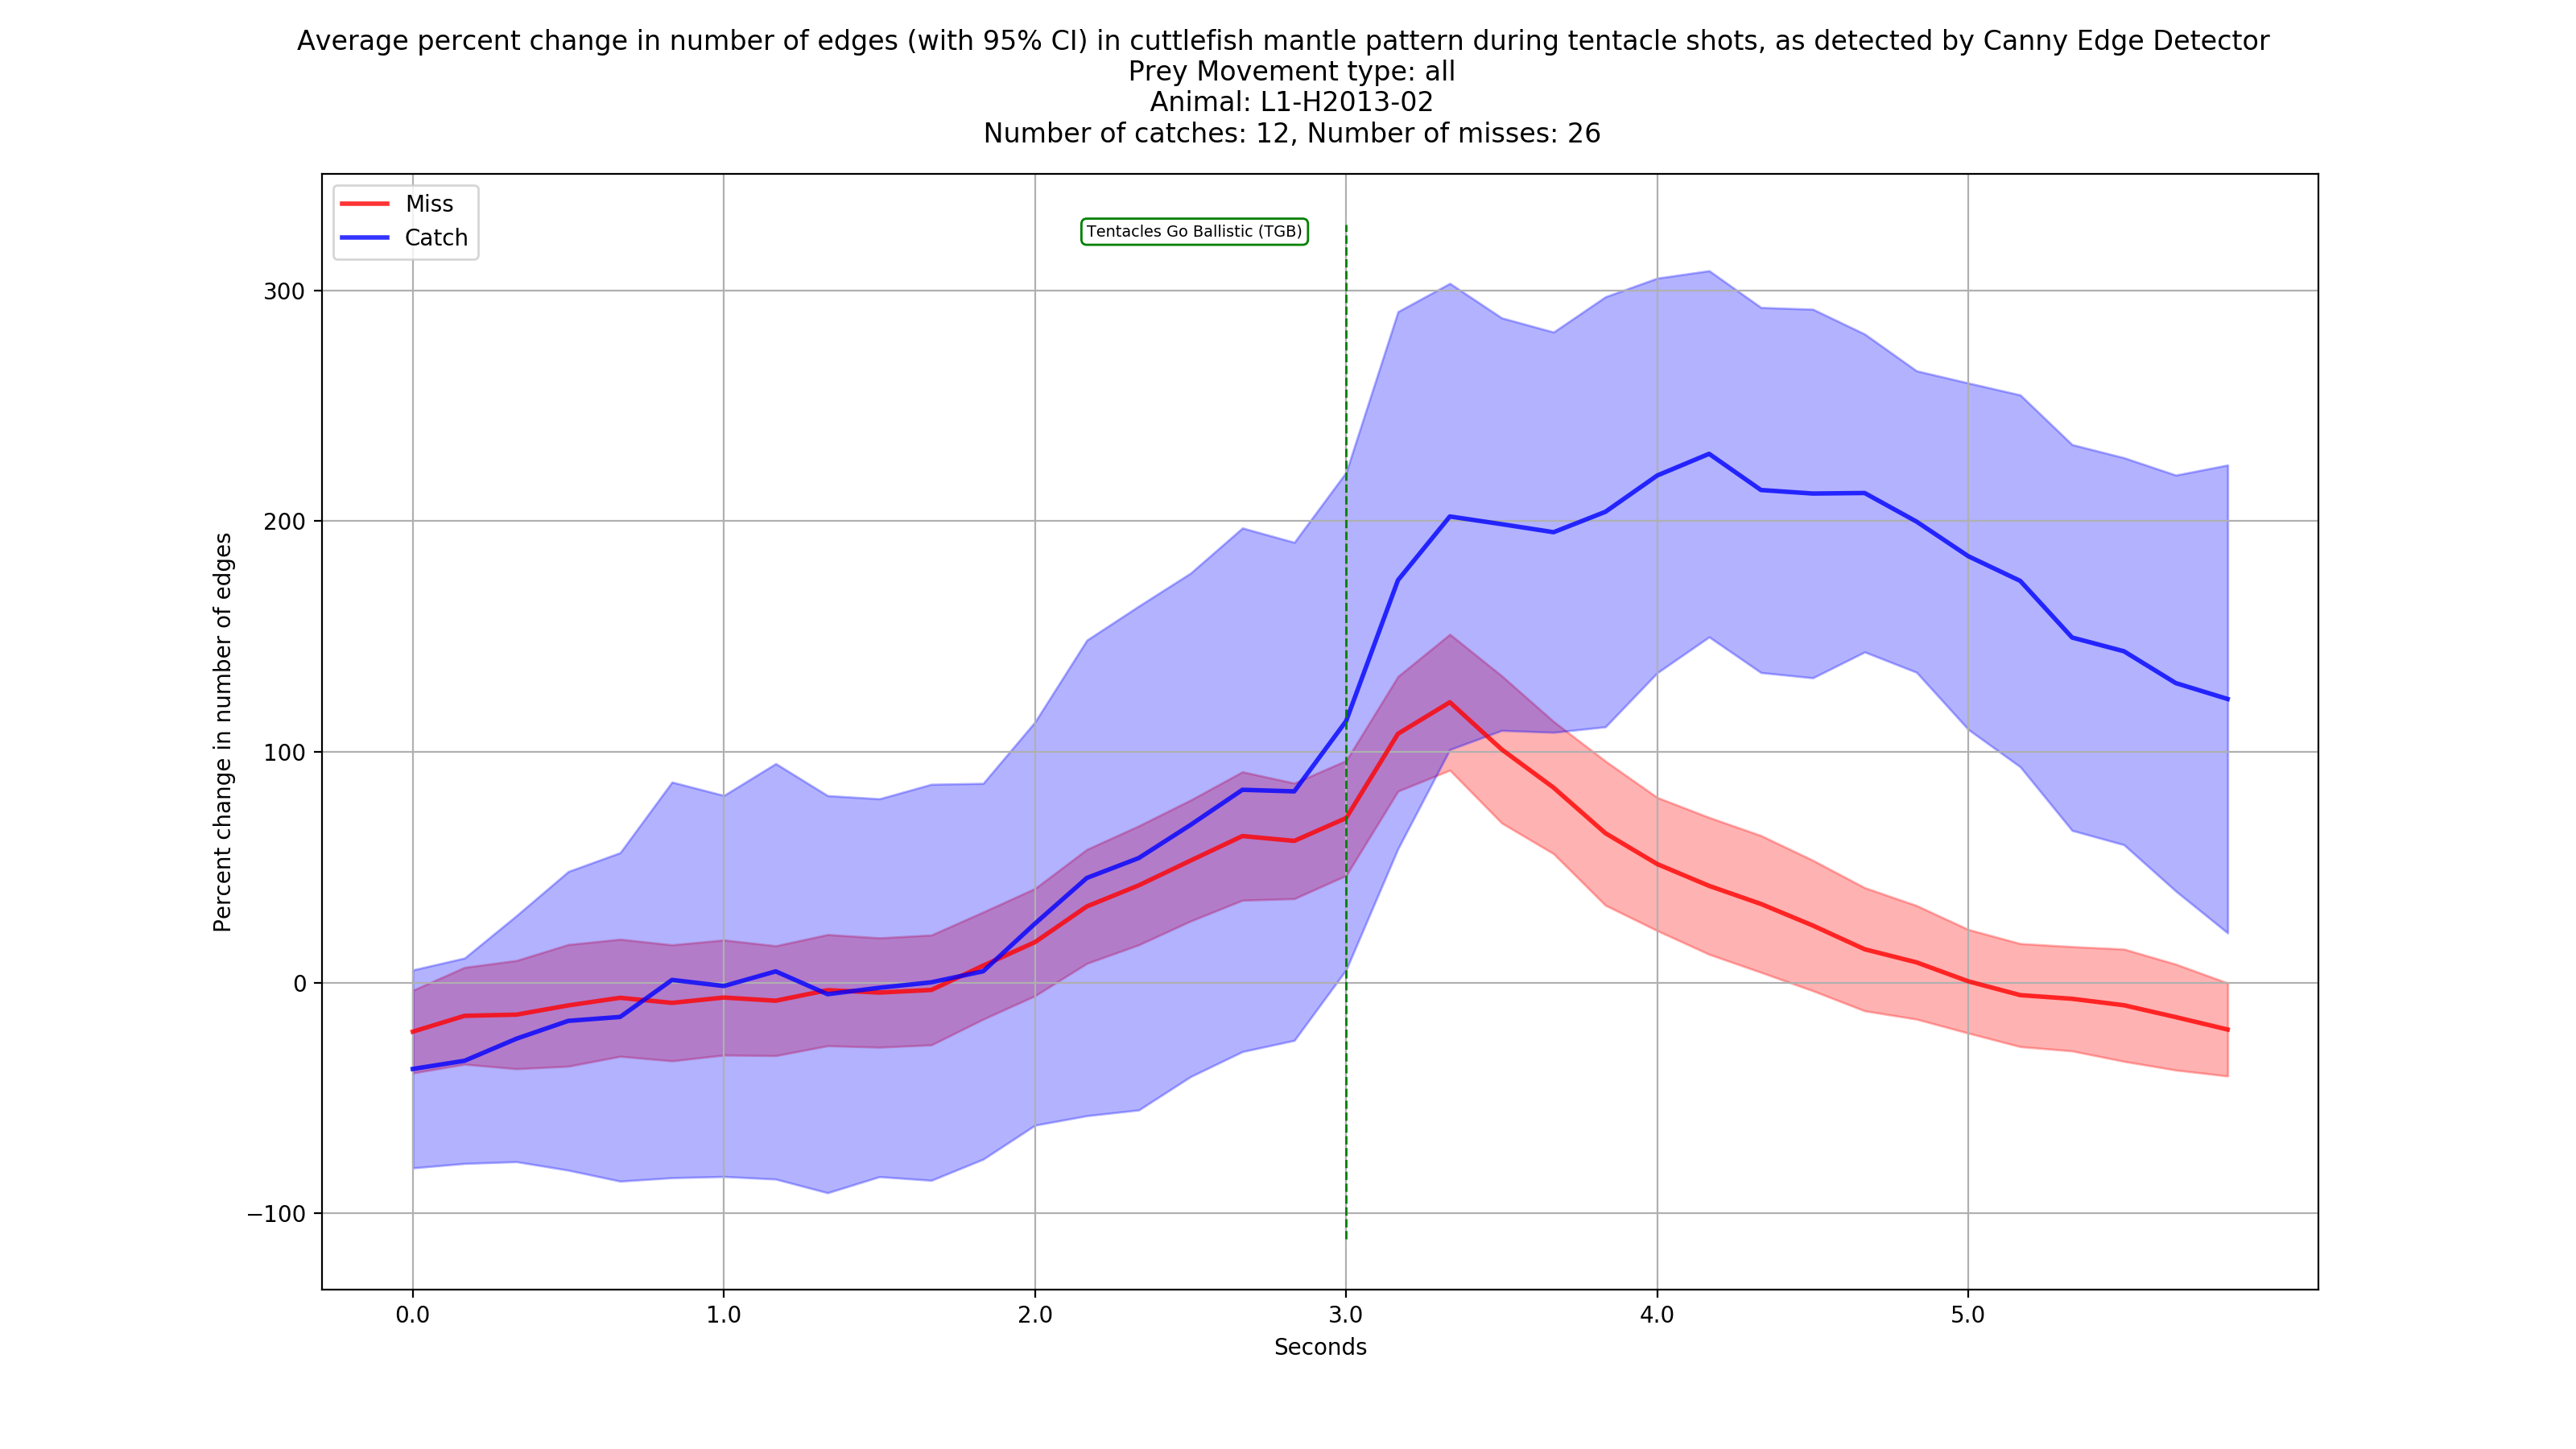 Average percent change in number of edges (with 95% CI) in cuttlefish mantle pattern during tentacle shots, as detected by Canny Edge Detector
Prey Movement type: all
Animal: L1-H2013-02
Number of catches: 12, Number of misses: 26
Miss
Catch
Tentacles Go Ballistic (TGB)
300
200
100
0
−100
Percent change in number of edges
0.0 1.0 2.0 3.0 4.0 5.0
Seconds